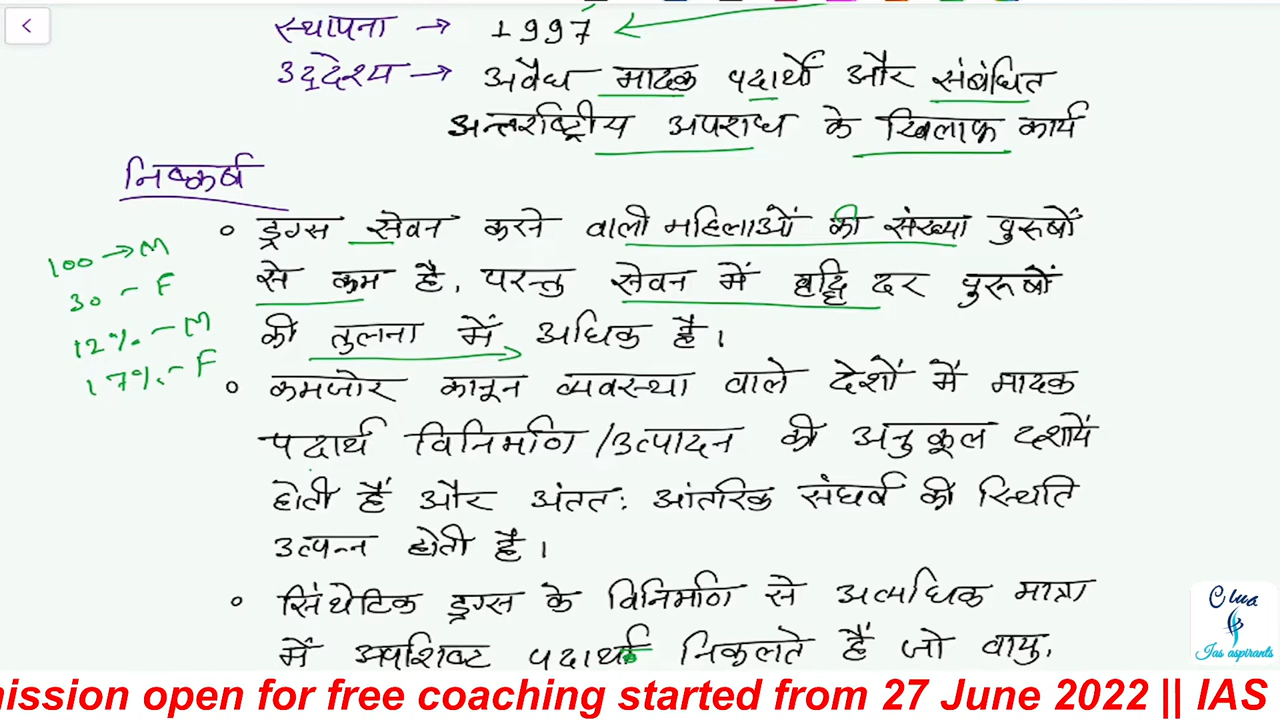 स्थापना → 1997
उद्देश्य → अवैध मादक पदार्थों और संबंधित
अन्तर्राष्ट्रीय अपराध के खिलाफ कार्य
निष्कर्ष
• ड्रग्स सेवन करने वाली महिलाओं की संख्या पुरुषों
से कम है, परन्तु सेवन में वृद्धि दर पुरूषों
की तुलना में अधिक है।
100 → M
30 - F
12% - M
17% - F
• कमजोर कानून व्यवस्था वाले देशों में मादक
पदार्थ विनिर्माण/उत्पादन की अनुकूल दशायें
होती हैं और अंततः आंतरिक संघर्ष की स्थिति
उत्पन्न होती है।
• सिंथेटिक ड्रग्स के विनिर्माण से अत्यधिक मात्रा
में अपशिष्ट पदार्थ निकलते हैं जो वायु,
Clue
Ias aspirants
mission open for free coaching started from 27 June 2022 || IAS